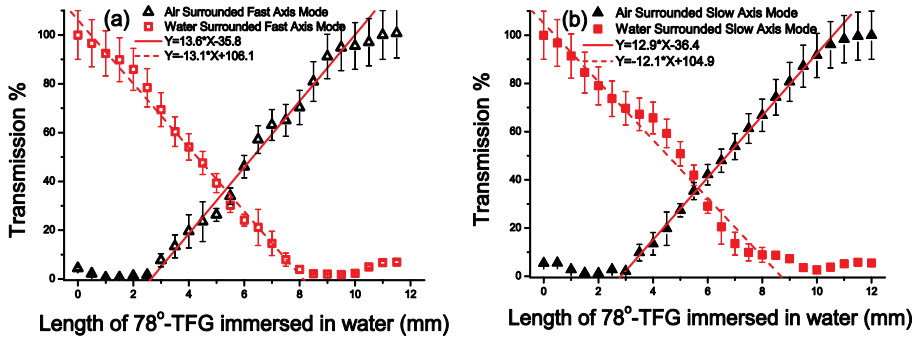 (a)
Air Surrounded Fast Axis Mode
Water Surrounded Fast Axis Mode
Y=13.6*X-35.8
Y=-13.1*X+106.1
Transmission %
100
80
60
40
20
0
0 2 4 6 8 10 12
Length of 78°-TFG immersed in water (mm)
(b)
Air Surrounded Slow Axis Mode
Water Surrounded Slow Axis Mode
Y=12.9*X-36.4
Y=-12.1*X+104.9
Transmission %
100
80
60
40
20
0
0 2 4 6 8 10 12
Length of 78°-TFG immersed in water (mm)